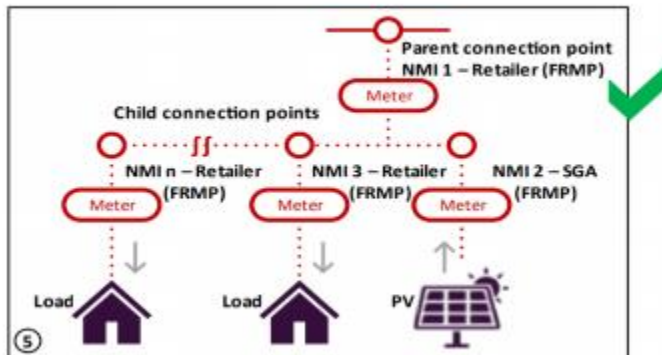 Parent connection point
NMI 1 – Retailer (FRMP)
Meter
Child connection points
NMI n – Retailer
(FRMP)
NMI 3 – Retailer
(FRMP)
NMI 2 – SGA
(FRMP)
Meter
Meter
Meter
Load
Load
PV
5